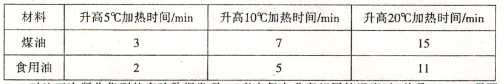 材料 升高5℃加热时间/min 升高10℃加热时间/min 升高20℃加热时间/min
煤油 3 7 15
食用油 2 5 11